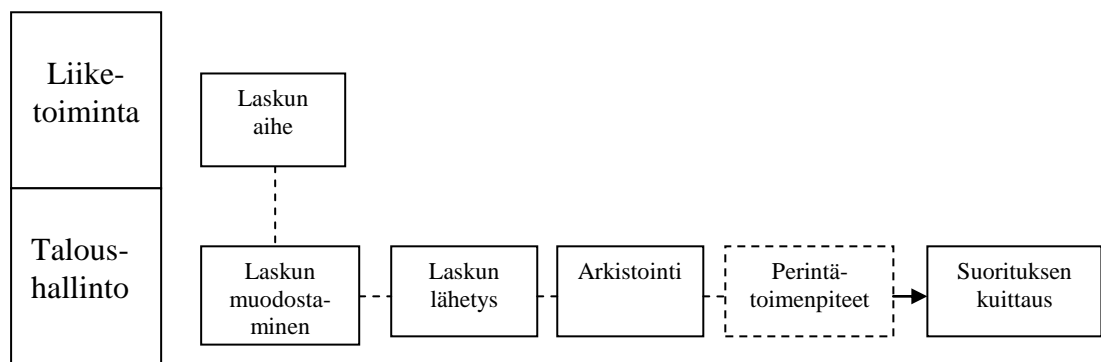 Liike-
toiminta
Laskun
aihe
Talous-
hallinto
Laskun
muodosta-
minen
Laskun
lähetys
Arkistointi
Perintä-
toimenpiteet
Suorituksen
kuittaus